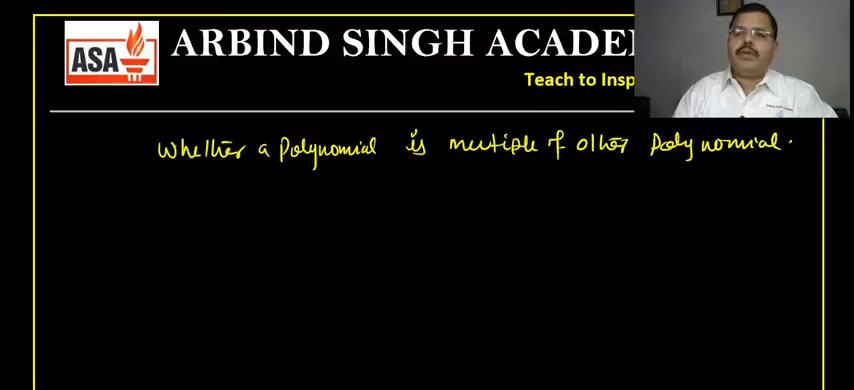 ASA
ARBIND SINGH ACADE
Teach to Insp
Whether a polynomial is multiple of other polynomial.